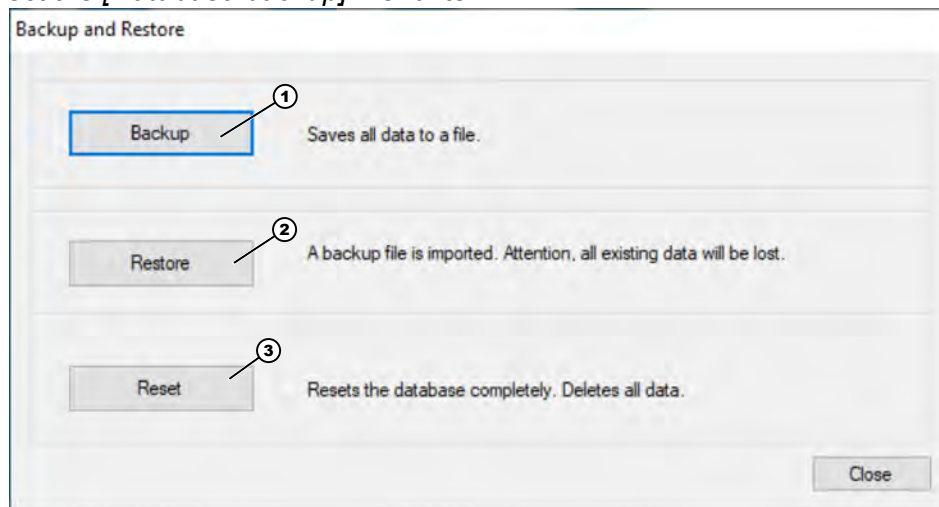 Backup and Restore
1
Backup
Saves all data to a file.
2
Restore
A backup file is imported. Attention, all existing data will be lost.
3
Reset
Resets the database completely. Deletes all data.
Close